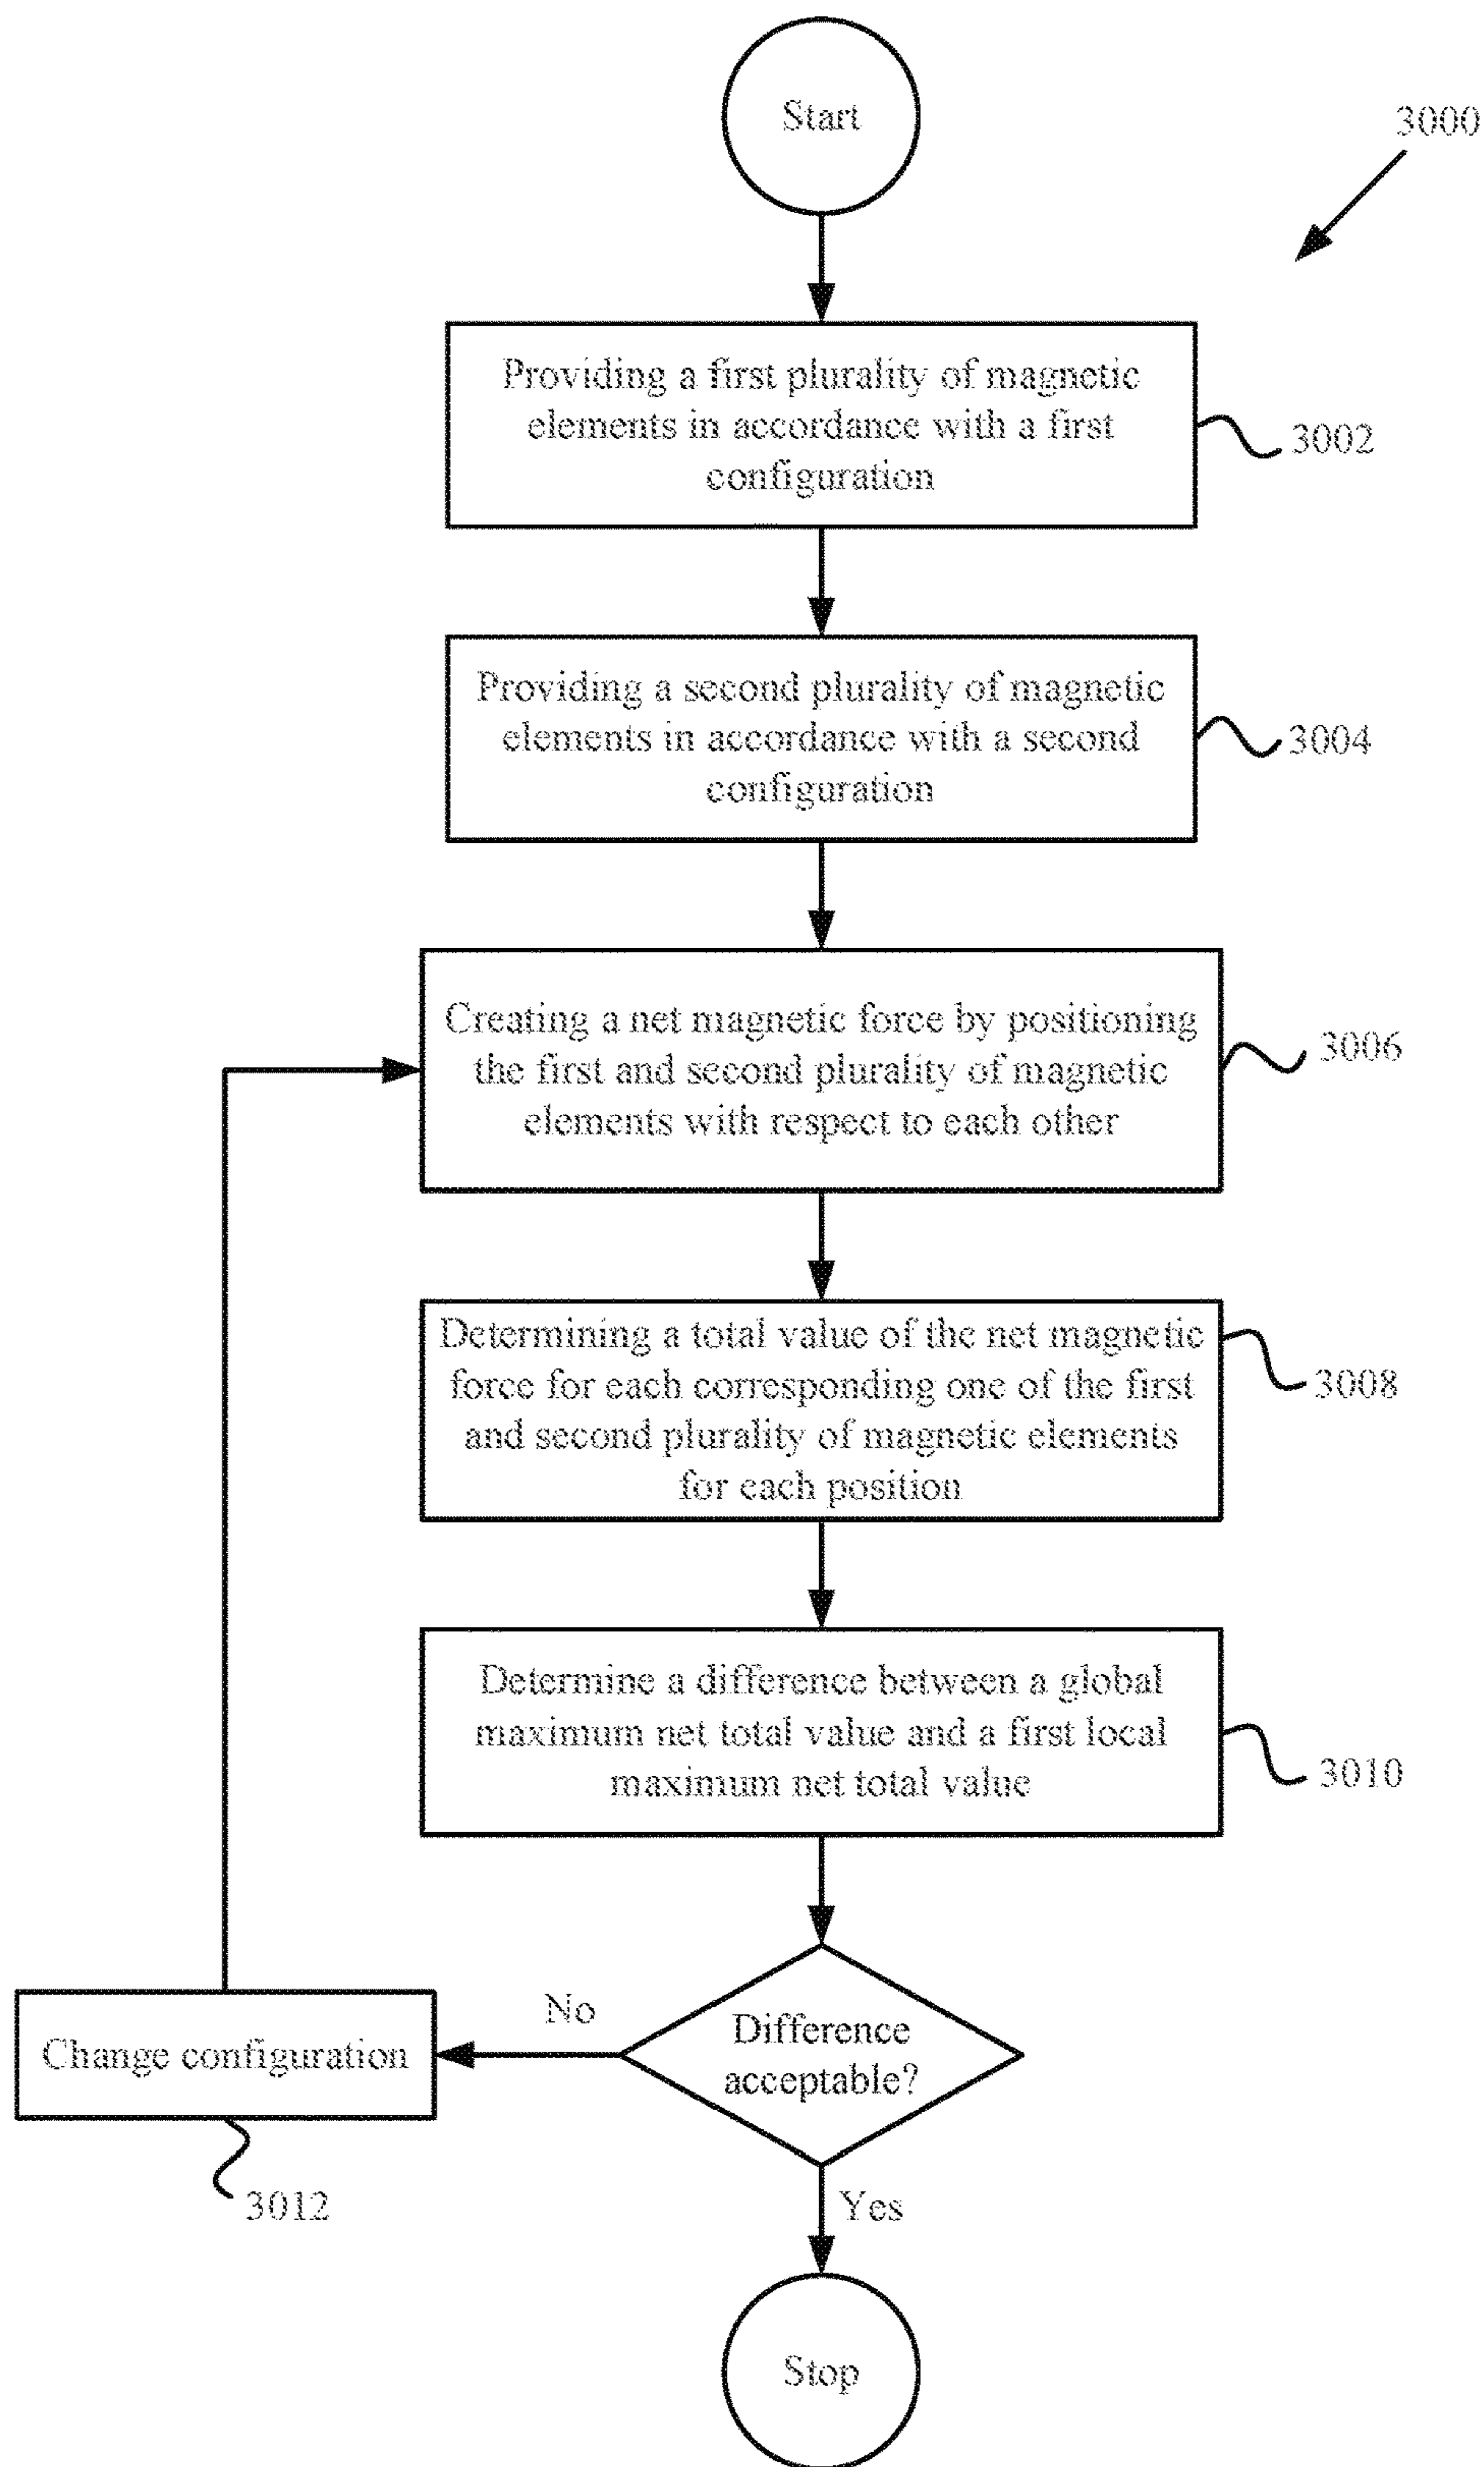 Start
3000
Providing a first plurality of magnetic
elements in accordance with a first
configuration
3002
Providing a second plurality of magnetic
elements in accordance with a second
configuration
3004
Creating a net magnetic force by positioning
the first and second plurality of magnetic
elements with respect to each other
3006
Determining a total value of the net magnetic
force for each corresponding one of the first
and second plurality of magnetic elements
for each position
3008
Determine a difference between a global
maximum net total value and a first local
maximum net total value
3010
Difference
acceptable?
No
Change configuration
3012
Yes
Stop